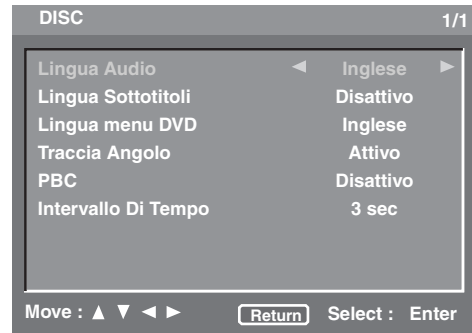 DISC 1/1
Lingua Audio ◄ Inglese ►
Lingua Sottotitoli Disattivo
Lingua menu DVD Inglese
Traccia Angolo Attivo
PBC Disattivo
Intervallo Di Tempo 3 sec
Move : ▲ ▼ ◄ ► Return Select : Enter